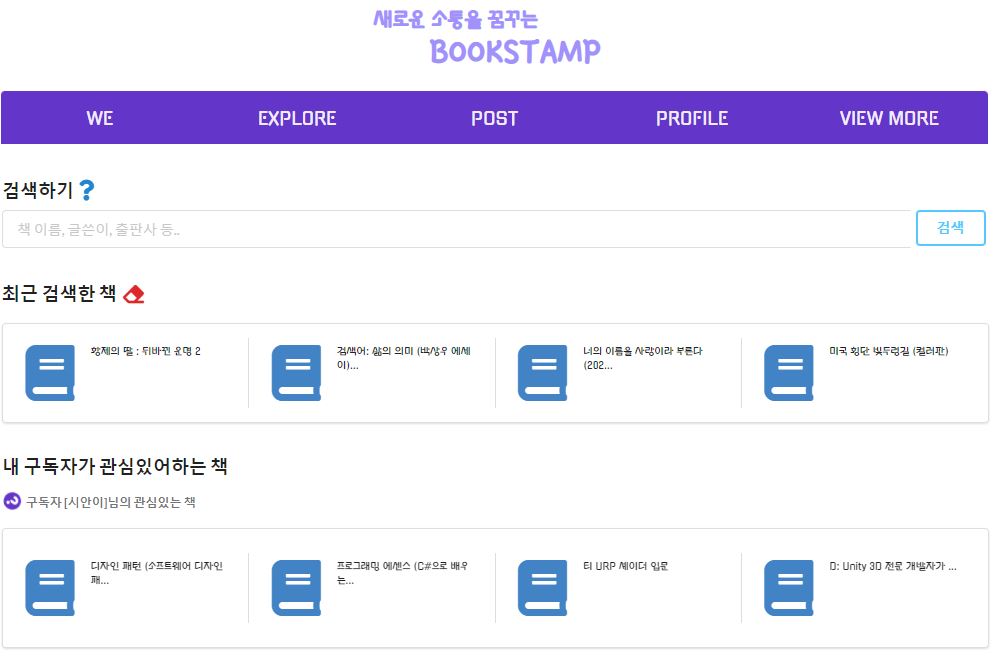 새로운 소통을 꿈꾸는
BOOKSTAMP
WE EXPLORE POST PROFILE VIEW MORE
검색하기
책 이름, 글쓴이, 출판사 등..
검색
최근 검색한 책
황제의 딸 : 뒤바뀐 운명 2
검색어: 삶의 의미 (박상우 에세
이)...
너의 이름을 사랑이라 부른다
(202...
미국 횡단 빛두렁길 (컬러판)
내 구독자가 관심있어하는 책
구독자 [시안이]님의 관심있는 책
디자인 패턴 (소프트웨어 디자인
패...
프로그래밍 에센스 (C#으로 배우
는...
티 URP 셰이더 입문
D: Unity 3D 전문 개발자가 ...